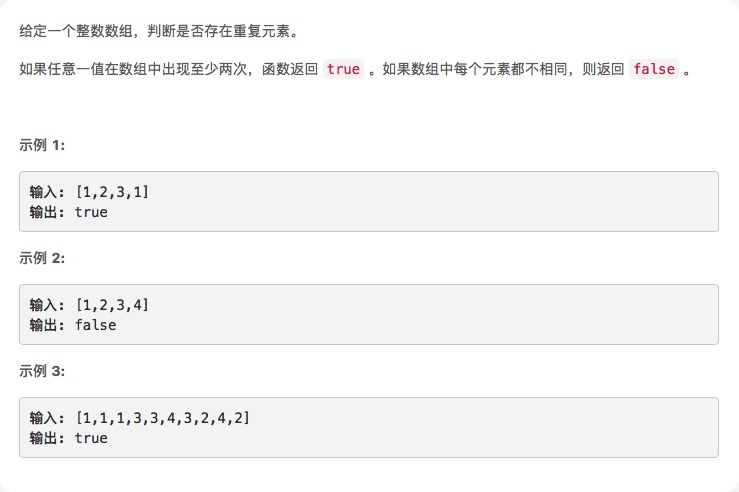 给定一个整数数组，判断是否存在重复元素。
如果任意一值在数组中出现至少两次，函数返回 true 。如果数组中每个元素都不相同，则返回 false 。
示例 1:
输入: [1,2,3,1]
输出: true
示例 2:
输入: [1,2,3,4]
输出: false
示例 3:
输入: [1,1,1,3,3,4,3,2,4,2]
输出: true